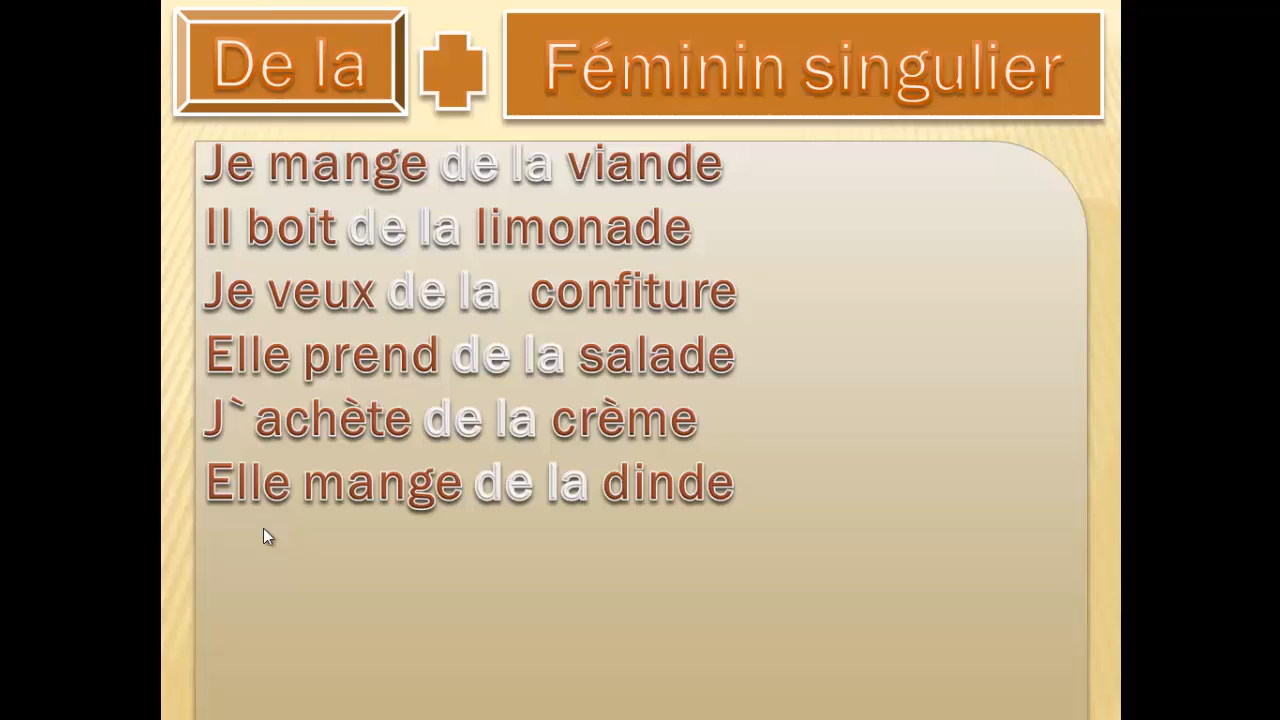 De la + Féminin singulier
Je mange de la viande
Il boit de la limonade
Je veux de la confiture
Elle prend de la salade
J`achète de la crème
Elle mange de la dinde